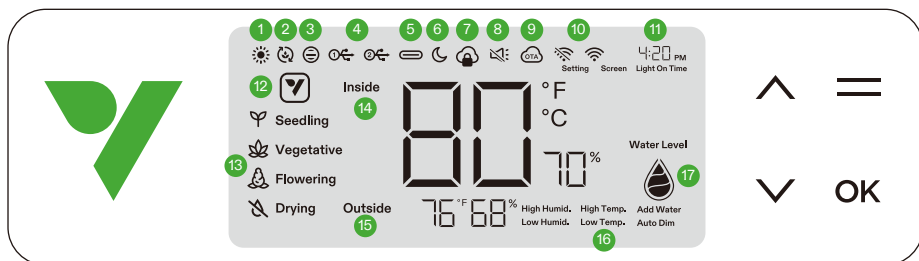 1 2 3 4 5 6 7 8 9 10 11
1 2 OTA Setting Screen 4:20 PM
Light On Time
12 Inside
14
80 °F
°C
Seedling
Vegetative
13 Flowering
Drying
70%
Water Level
17
Outside
15
76°F 68%
High Humid. High Temp. Add Water
Low Humid. Low Temp. Auto Dim
16
OK